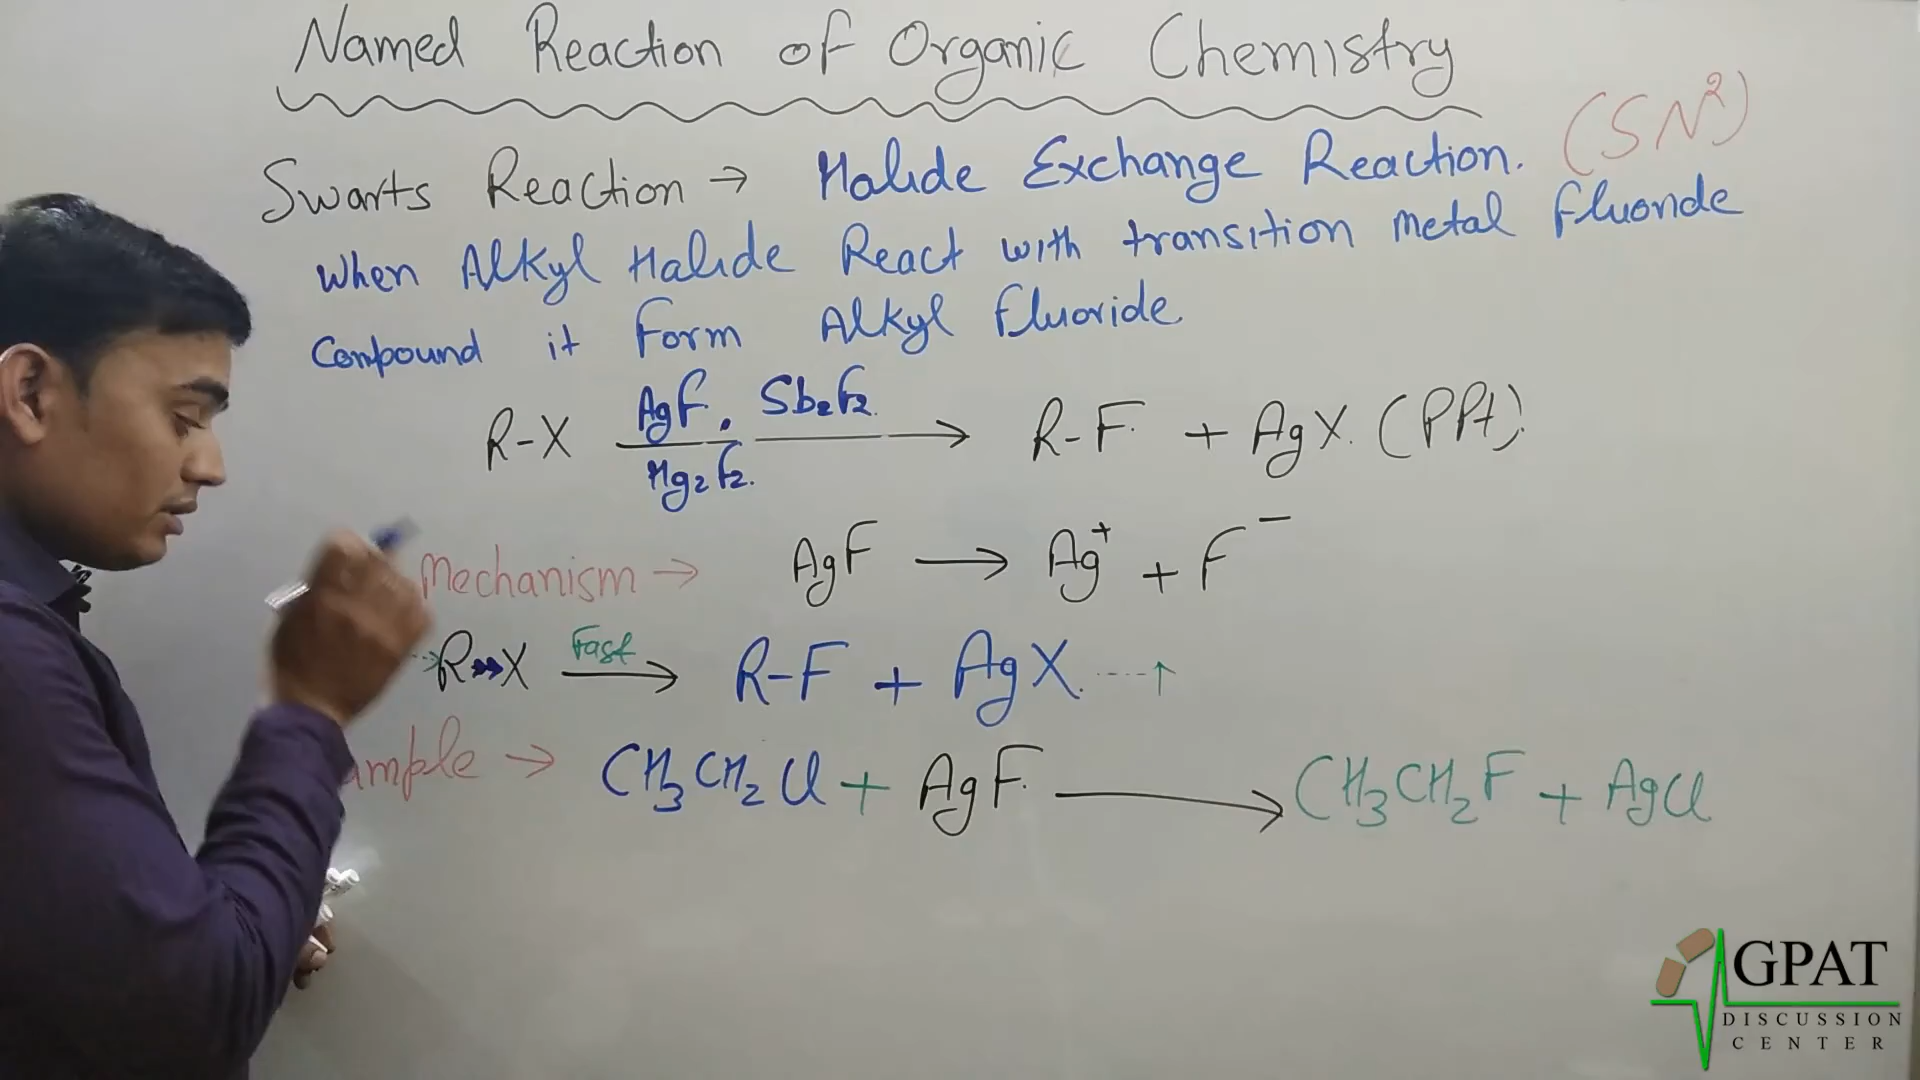 Named Reaction of Organic Chemistry
(SN²)
Swarts Reaction → Halide Exchange Reaction.
When Alkyl Halide React with transition metal fluoride
Compound it Form Alkyl fluoride
R-X AgF. Sb₂F₂. → R-F. + AgX. (PPt).
Hg₂F₂.
Mechanism → AgF → Ag⁺ + F⁻
R X Fast → R-F + AgX. ↑
→ CH₃CH₂Cl + AgF. → CH₃CH₂F + AgCl
GPAT
DISCUSSION
CENTER